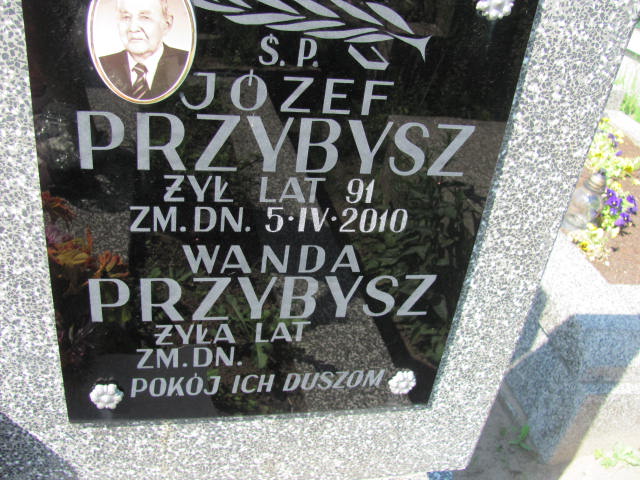 Ś.P.
JÓZEF
PRZYBYSZ
ŻYŁ LAT 91
ZM. DN. 5·IV·2010
WANDA
PRZYBYSZ
ŻYŁA LAT
ZM. DN.
POKÓJ ICH DUSZOM